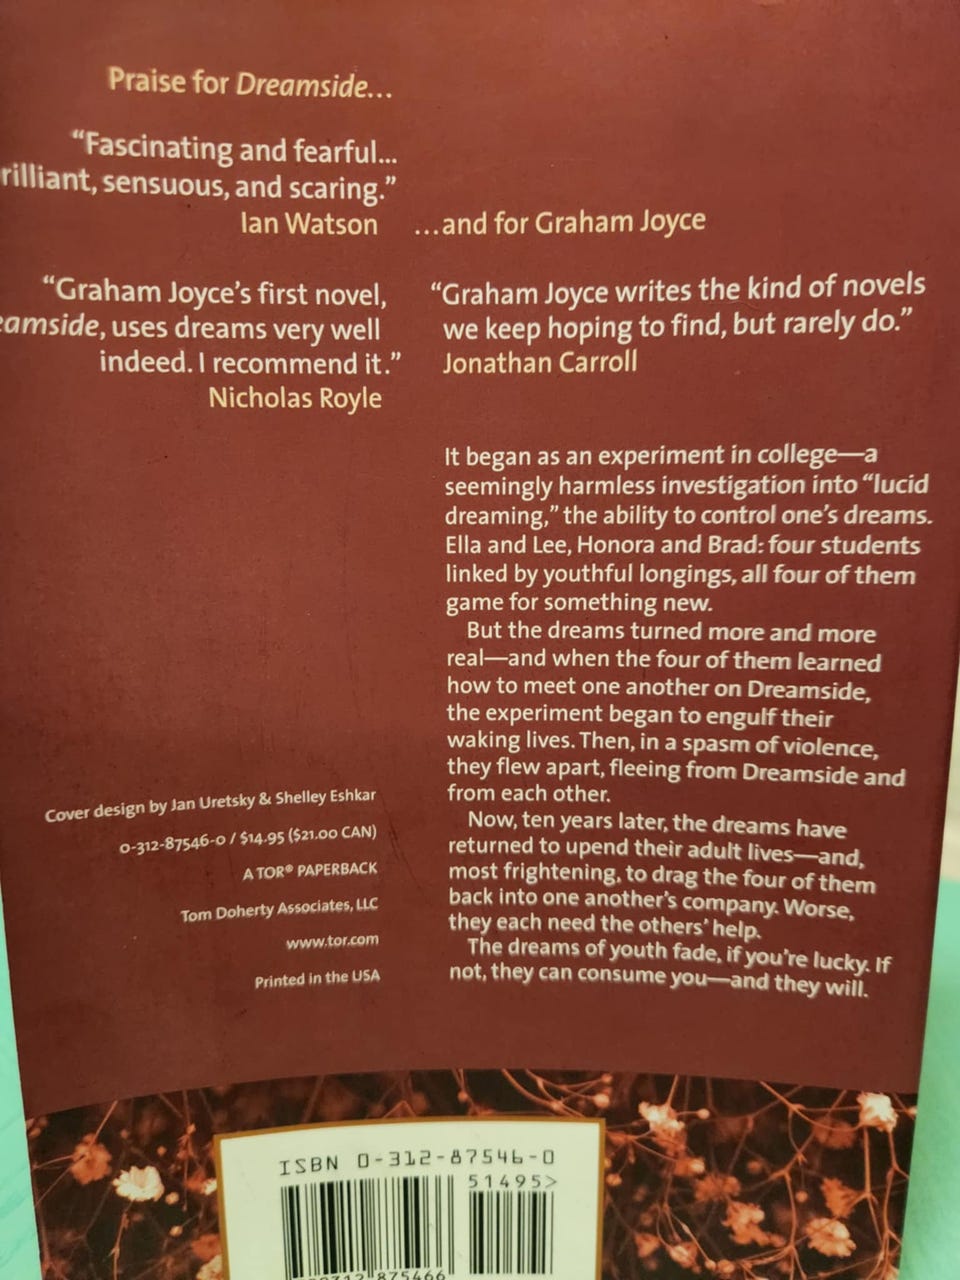 Praise for Dreamside...
“Fascinating and fearful...
rilliant, sensuous, and scaring.”
Ian Watson
“Graham Joyce’s first novel,
eamside, uses dreams very well
indeed. I recommend it.”
Nicholas Royle
...and for Graham Joyce
“Graham Joyce writes the kind of novels
we keep hoping to find, but rarely do.”
Jonathan Carroll
It began as an experiment in college—a
seemingly harmless investigation into “lucid
dreaming,” the ability to control one’s dreams.
Ella and Lee, Honora and Brad: four students
linked by youthful longings, all four of them
game for something new.
But the dreams turned more and more
real—and when the four of them learned
how to meet one another on Dreamside,
the experiment began to engulf their
waking lives. Then, in a spasm of violence,
they flew apart, fleeing from Dreamside and
from each other.
Now, ten years later, the dreams have
returned to upend their adult lives—and,
most frightening, to drag the four of them
back into one another’s company. Worse,
they each need the others’ help.
The dreams of youth fade, if you’re lucky. If
not, they can consume you—and they will.
Cover design by Jan Uretsky & Shelley Eshkar
0-312-87546-0 / $14.95 ($21.00 CAN)
A TOR® PAPERBACK
Tom Doherty Associates, LLC
www.tor.com
Printed in the USA
ISBN 0-312-87546-0
51495>
875466